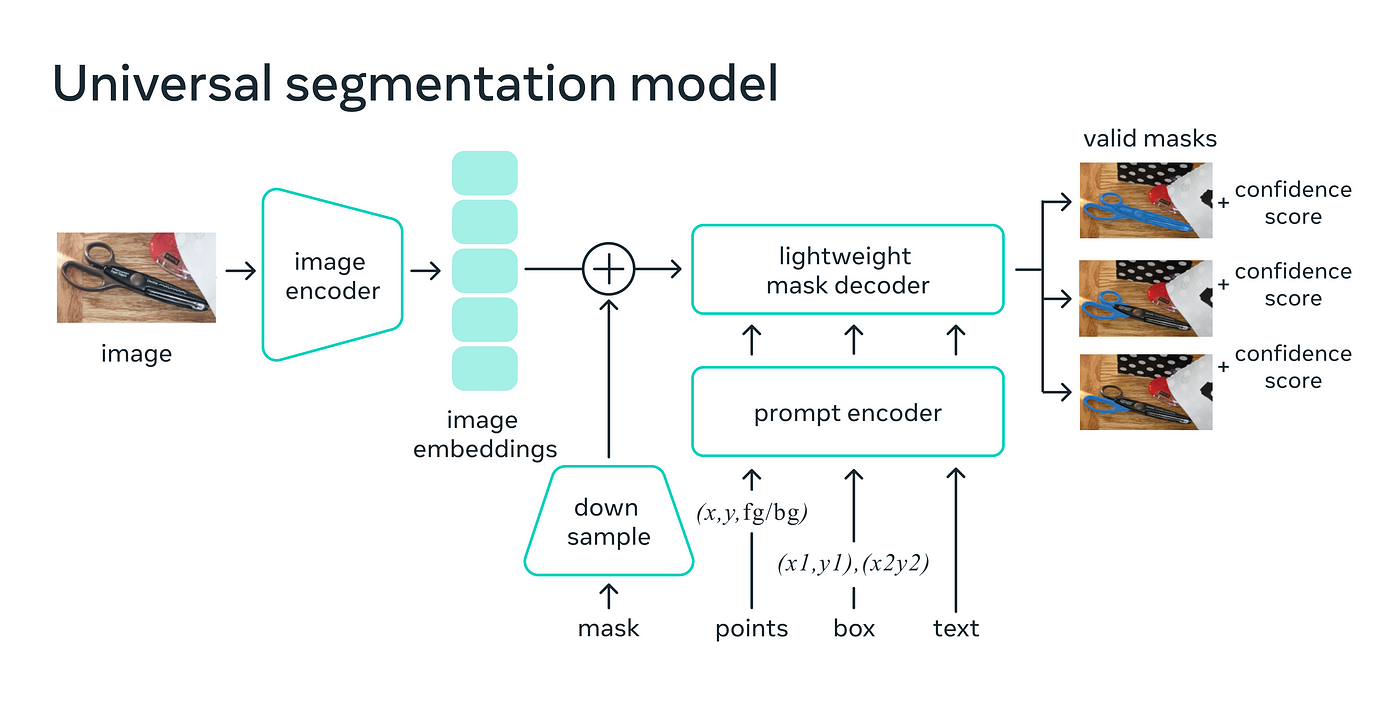 Universal segmentation model
valid masks
+ confidence
score
image
encoder
lightweight
mask decoder
+ confidence
score
image
prompt encoder
+ confidence
score
image
embeddings
down
sample
(x,y,fg/bg)
(x1,y1),(x2y2)
mask
points
box
text